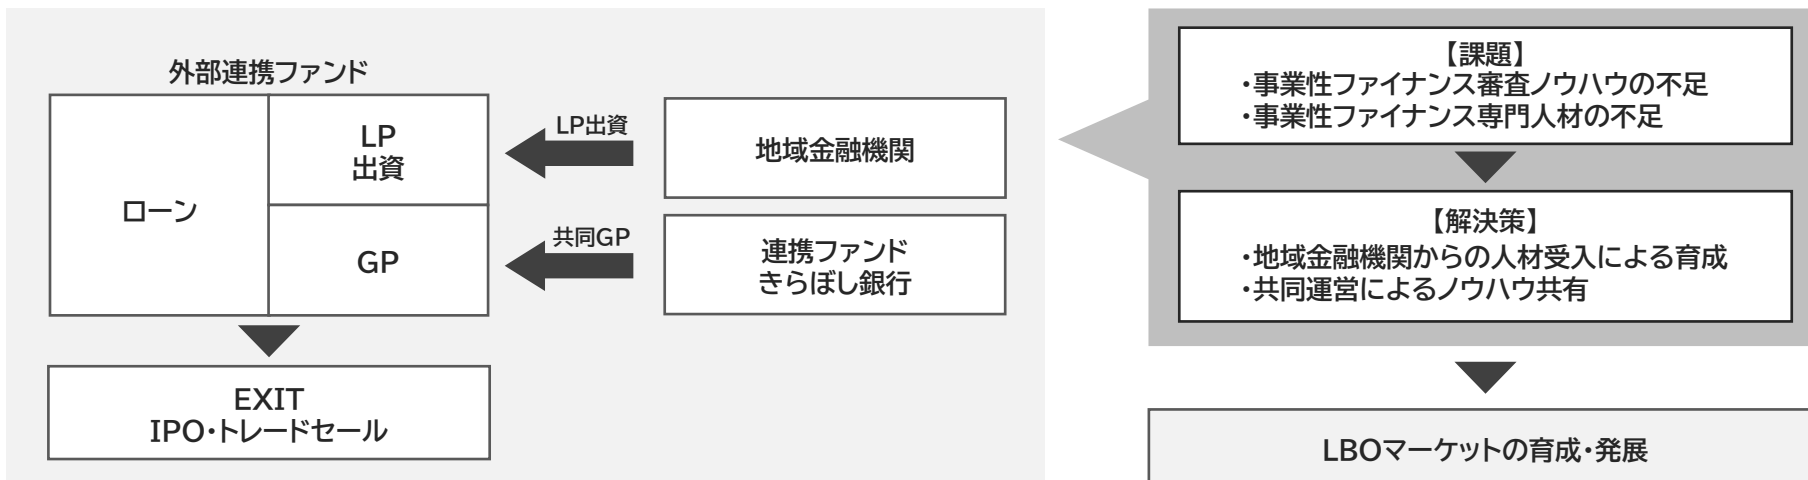 外部連携ファンド
ローン
LP
出資
GP
LP出資
共同GP
地域金融機関
連携ファンド
きらぼし銀行
EXIT
IPO・トレードセール
【課題】
・事業性ファイナンス審査ノウハウの不足
・事業性ファイナンス専門人材の不足
【解決策】
・地域金融機関からの人材受入による育成
・共同運営によるノウハウ共有
LBOマーケットの育成・発展